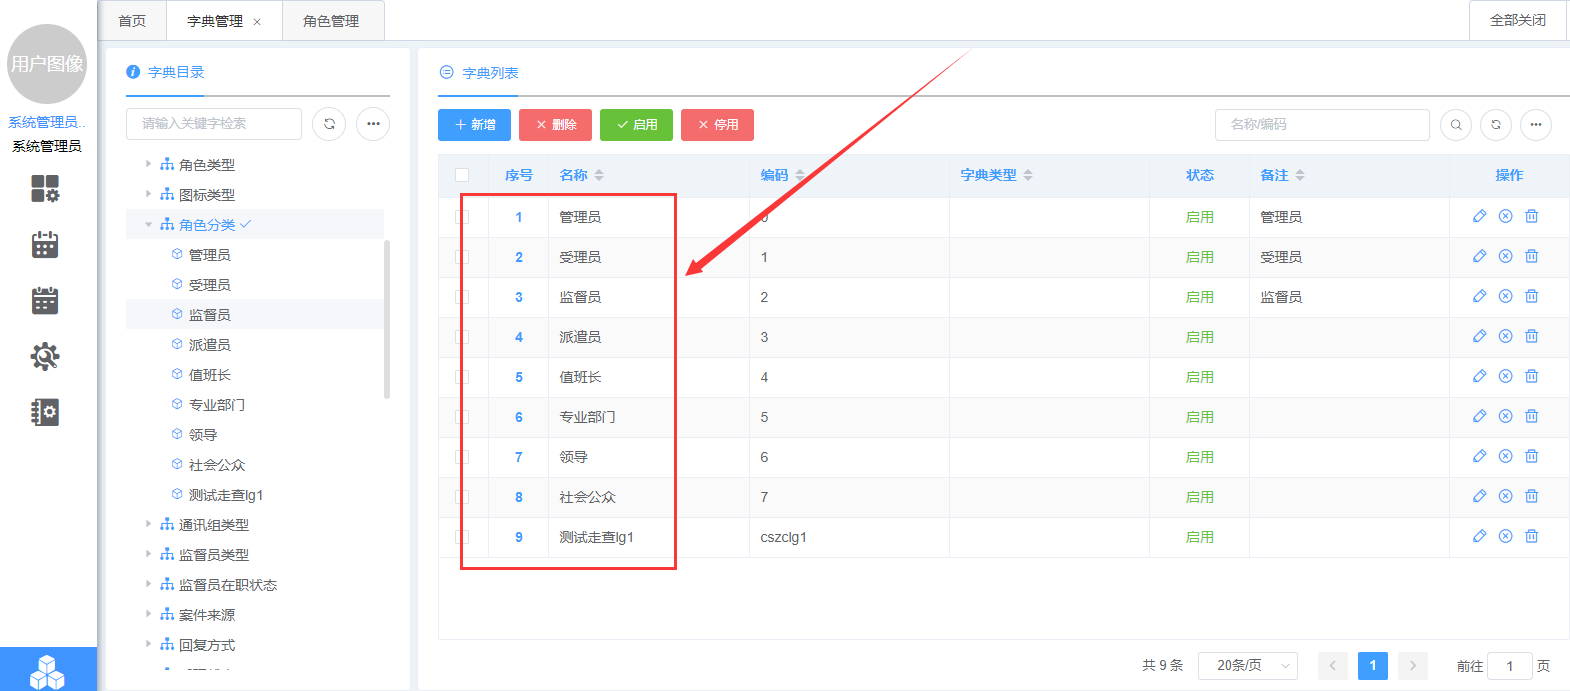 首页
字典管理
角色管理
全部关闭
用户图像
系统管理员..
系统管理员
字典目录
请输入关键字检索
角色类型
图标类型
角色分类
管理员
受理员
监督员
派遣员
值班长
专业部门
领导
社会公众
测试走查lg1
通讯组类型
监督员类型
监督员在职状态
案件来源
回复方式
字典列表
新增 删除 启用 停用
名称/编码
序号 名称 编码 字典类型 状态 备注 操作
1 管理员 启用 管理员
2 受理员 1 启用 受理员
3 监督员 2 启用 监督员
4 派遣员 3 启用
5 值班长 4 启用
6 专业部门 5 启用
7 领导 6 启用
8 社会公众 7 启用
9 测试走查lg1 cszclg1 启用
共 9 条 20条/页 1 前往 1 页